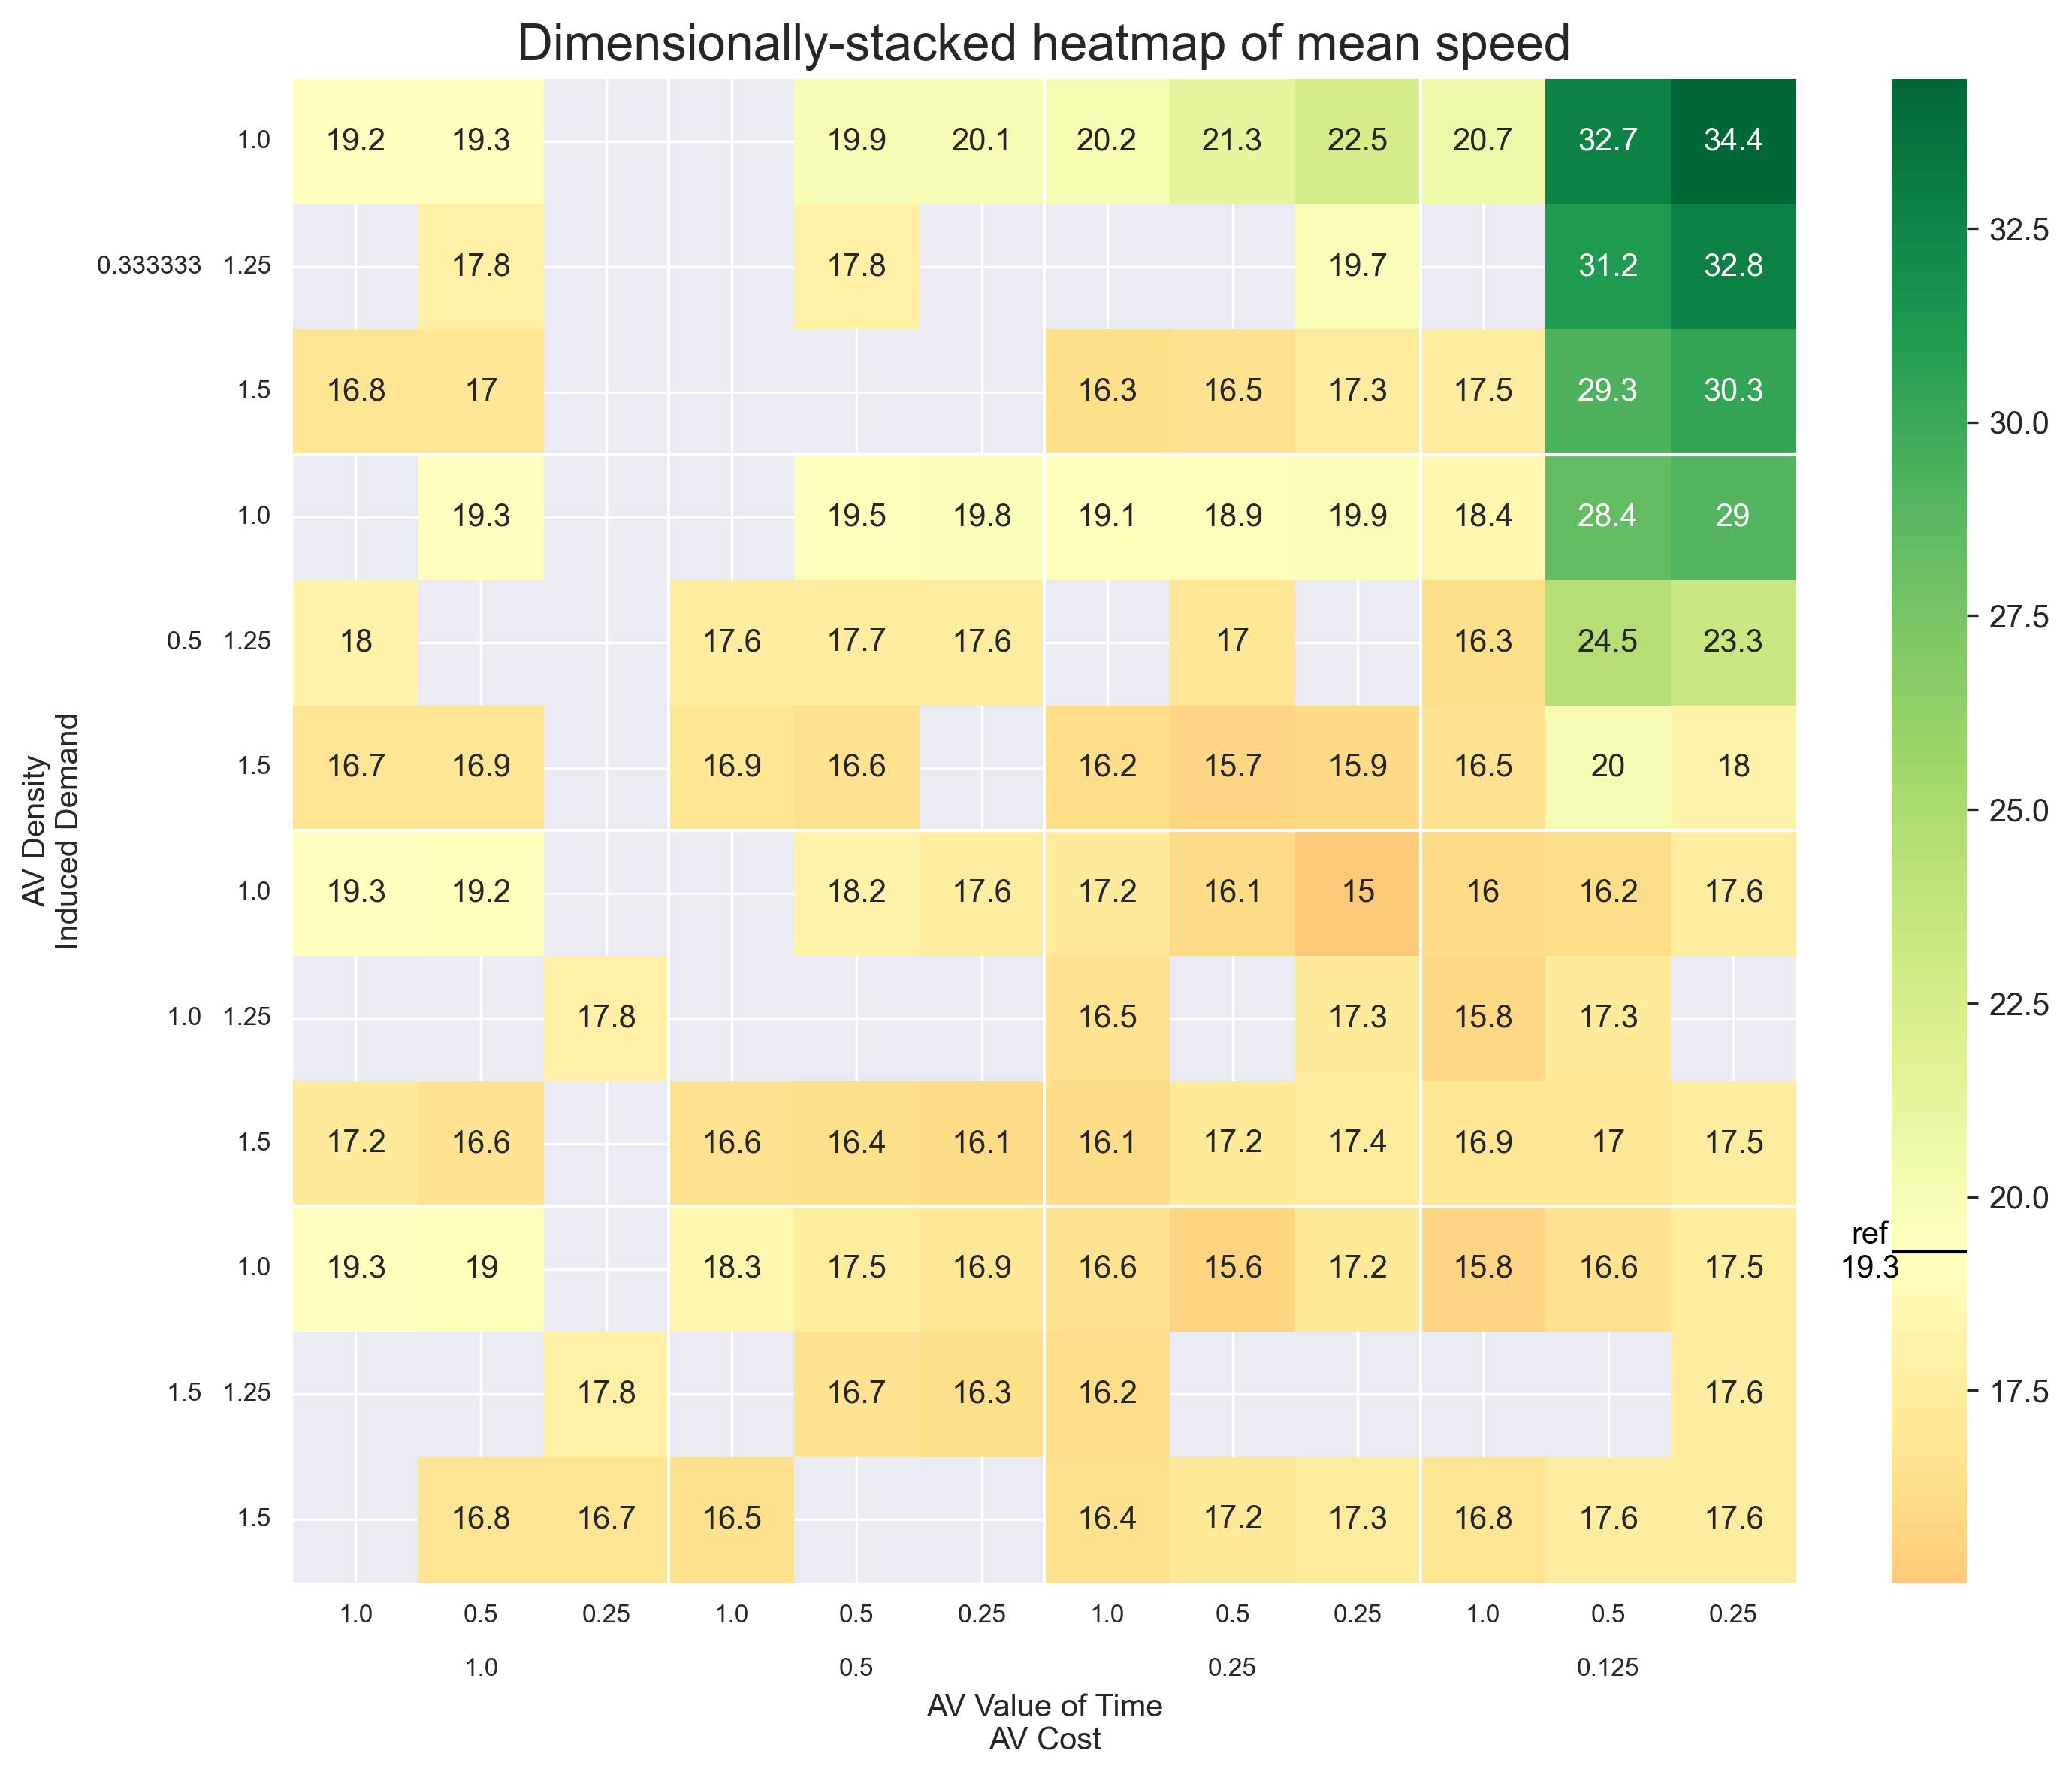 Dimensionally-stacked heatmap of mean speed
1.0 19.2 19.3 19.9 20.1 20.2 21.3 22.5 20.7 32.7 34.4
0.333333 1.25 17.8 17.8 19.7 31.2 32.8
1.5 16.8 17 16.3 16.5 17.3 17.5 29.3 30.3
1.0 19.3 19.5 19.8 19.1 18.9 19.9 18.4 28.4 29
0.5 1.25 18 17.6 17.7 17.6 17 16.3 24.5 23.3
1.5 16.7 16.9 16.9 16.6 16.2 15.7 15.9 16.5 20 18
1.0 19.3 19.2 18.2 17.6 17.2 16.1 15 16 16.2 17.6
1.0 1.25 17.8 16.5 17.3 15.8 17.3
1.5 17.2 16.6 16.6 16.4 16.1 16.1 17.2 17.4 16.9 17 17.5
1.0 19.3 19 18.3 17.5 16.9 16.6 15.6 17.2 15.8 16.6 17.5
1.5 1.25 17.8 16.7 16.3 16.2 17.6
1.5 16.8 16.7 16.5 16.4 17.2 17.3 16.8 17.6 17.6
1.0 0.5 0.25 1.0 0.5 0.25 1.0 0.5 0.25 1.0 0.5 0.25
1.0 0.5 0.25 0.125
AV Value of Time
AV Cost
AV Density
Induced Demand
32.5
30.0
27.5
25.0
22.5
20.0
17.5
ref
19.3